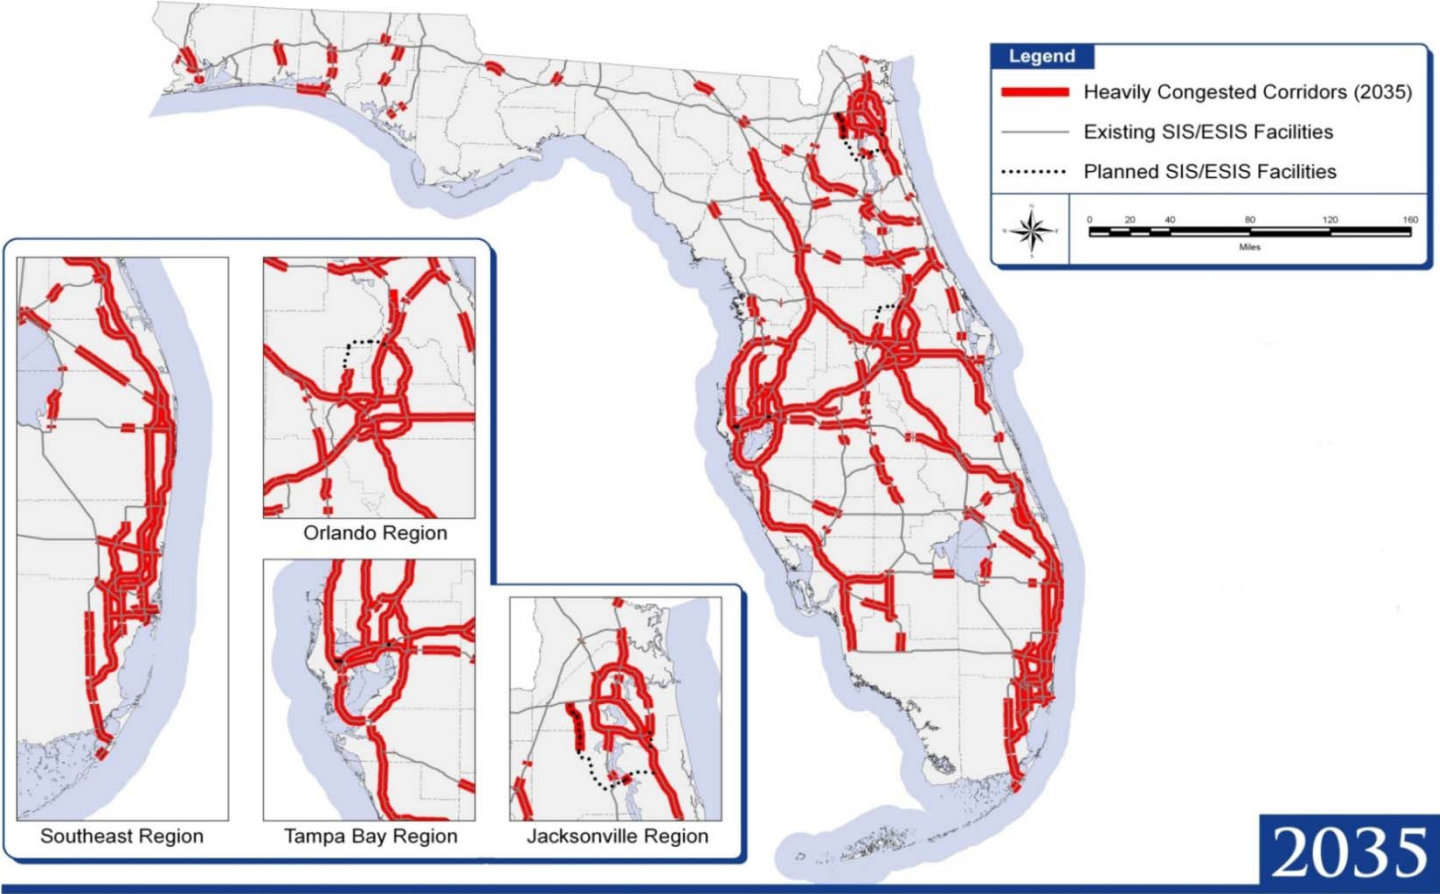 Legend
Heavily Congested Corridors (2035)
Existing SIS/ESIS Facilities
Planned SIS/ESIS Facilities
N
W E
S
0 20 40 80 120 160
Miles
Orlando Region
Southeast Region
Tampa Bay Region
Jacksonville Region
2035